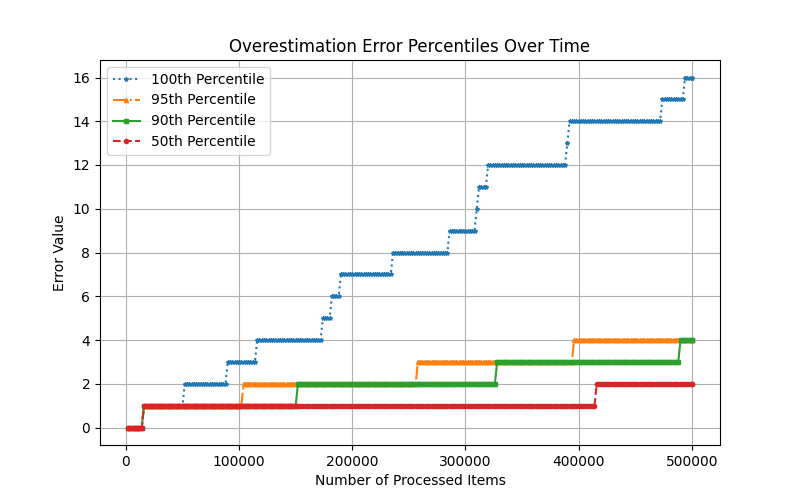 Overestimation Error Percentiles Over Time
100th Percentile
95th Percentile
90th Percentile
50th Percentile
Error Value
16
14
12
10
8
6
4
2
0
0 100000 200000 300000 400000 500000
Number of Processed Items